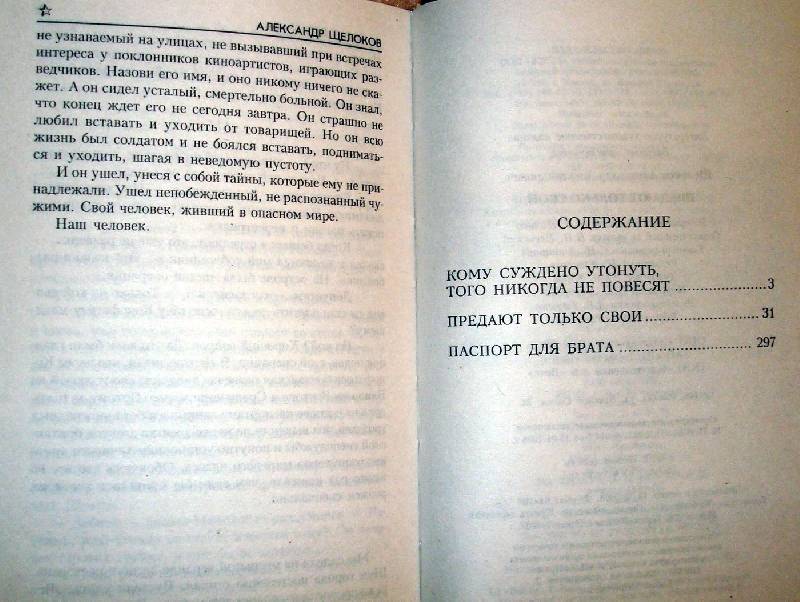 АЛЕКСАНДР ЩЕЛОКОВ
не узнаваемый на улицах, не вызывавший при встречах
интереса у поклонников киноартистов, играющих раз-
ведчиков. Назови его имя, и оно никому ничего не ска-
жет. А он сидел усталый, смертельно больной. Он знал,
что конец ждет его не сегодня завтра. Он страшно не
любил вставать и уходить от товарищей. Но он всю
жизнь был солдатом и не боялся вставать, поднимать-
ся и уходить, шагая в неведомую пустоту.
И он ушел, унеся с собой тайны, которые ему не при-
надлежали. Ушел непобежденный, не распознанный чу-
жими. Свой человек, живший в опасном мире.
Наш человек.
СОДЕРЖАНИЕ
КОМУ СУЖДЕНО УТОНУТЬ,
ТОГО НИКОГДА НЕ ПОВЕСЯТ ....................3
ПРЕДАЮТ ТОЛЬКО СВОИ .........................31
ПАСПОРТ ДЛЯ БРАТА ..............................297